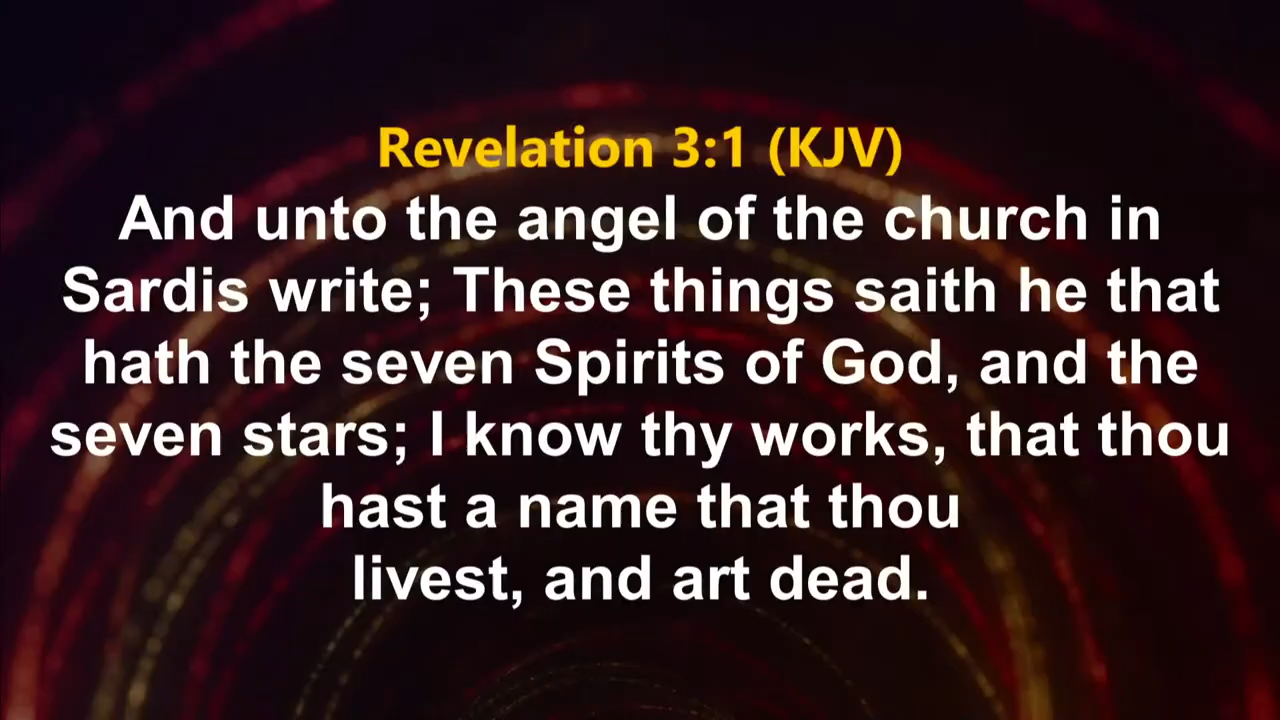 Revelation 3:1 (KJV)
And unto the angel of the church in
Sardis write; These things saith he that
hath the seven Spirits of God, and the
seven stars; I know thy works, that thou
hast a name that thou
livest, and art dead.